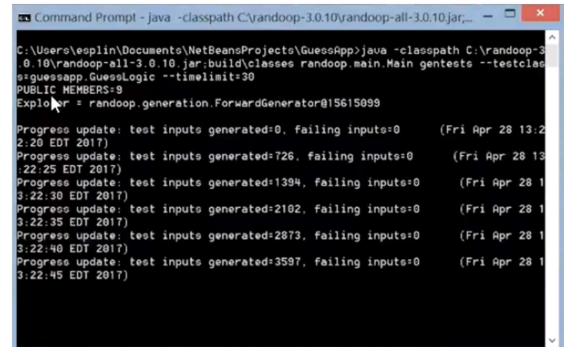 Command Prompt - java -classpath C:\randoop-3.0.10\randoop-all-3.0.10.jar;...
C:\Users\esplin\Documents\NetBeansProjects\GuessApp>java -classpath C:\randoop-3
.0.10\randoop-all-3.0.10.jar;build\classes randoop.main.Main gentests --testclas
s=guessapp.GuessLogic --timelimit=30
PUBLIC MEMBERS=9
Explorer = randoop.generation.ForwardGenerator@15615099
Progress update: test inputs generated=0, failing inputs=0 (Fri Apr 28 13:2
2:20 EDT 2017)
Progress update: test inputs generated=726, failing inputs=0 (Fri Apr 28 13
:22:25 EDT 2017)
Progress update: test inputs generated=1394, failing inputs=0 (Fri Apr 28 1
3:22:30 EDT 2017)
Progress update: test inputs generated=2102, failing inputs=0 (Fri Apr 28 1
3:22:35 EDT 2017)
Progress update: test inputs generated=2873, failing inputs=0 (Fri Apr 28 1
3:22:40 EDT 2017)
Progress update: test inputs generated=3597, failing inputs=0 (Fri Apr 28 1
3:22:45 EDT 2017)